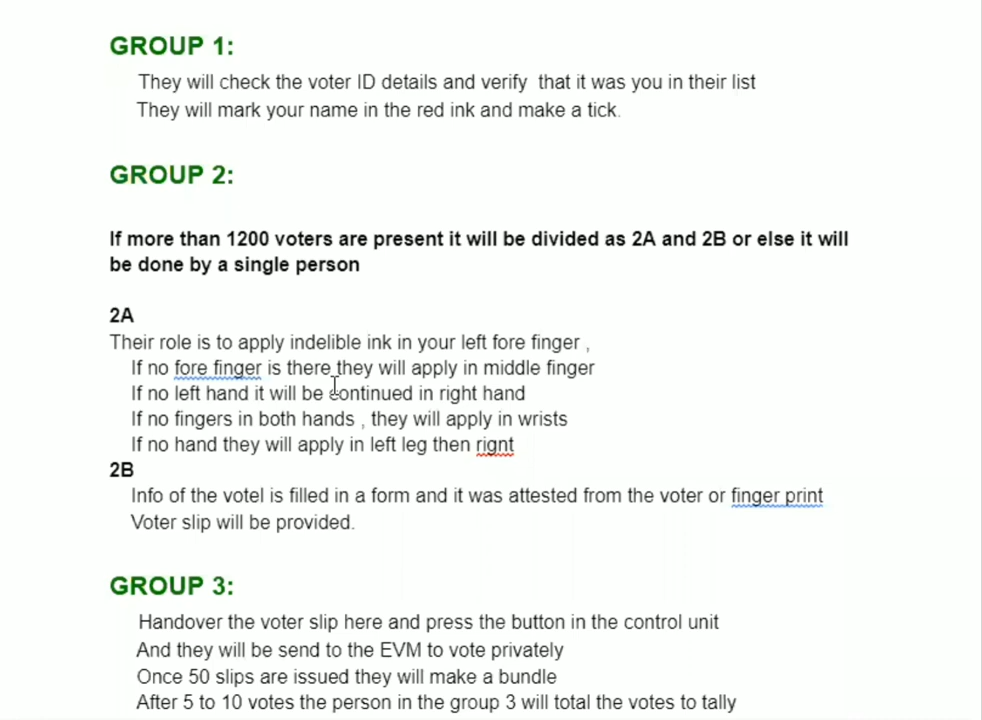 GROUP 1:
They will check the voter ID details and verify that it was you in their list
They will mark your name in the red ink and make a tick.
GROUP 2:
If more than 1200 voters are present it will be divided as 2A and 2B or else it will
be done by a single person
2A
Their role is to apply indelible ink in your left fore finger ,
If no fore finger is there they will apply in middle finger
If no left hand it will be continued in right hand
If no fingers in both hands , they will apply in wrists
If no hand they will apply in left leg then rignt
2B
Info of the votel is filled in a form and it was attested from the voter or finger print
Voter slip will be provided.
GROUP 3:
Handover the voter slip here and press the button in the control unit
And they will be send to the EVM to vote privately
Once 50 slips are issued they will make a bundle
After 5 to 10 votes the person in the group 3 will total the votes to tally